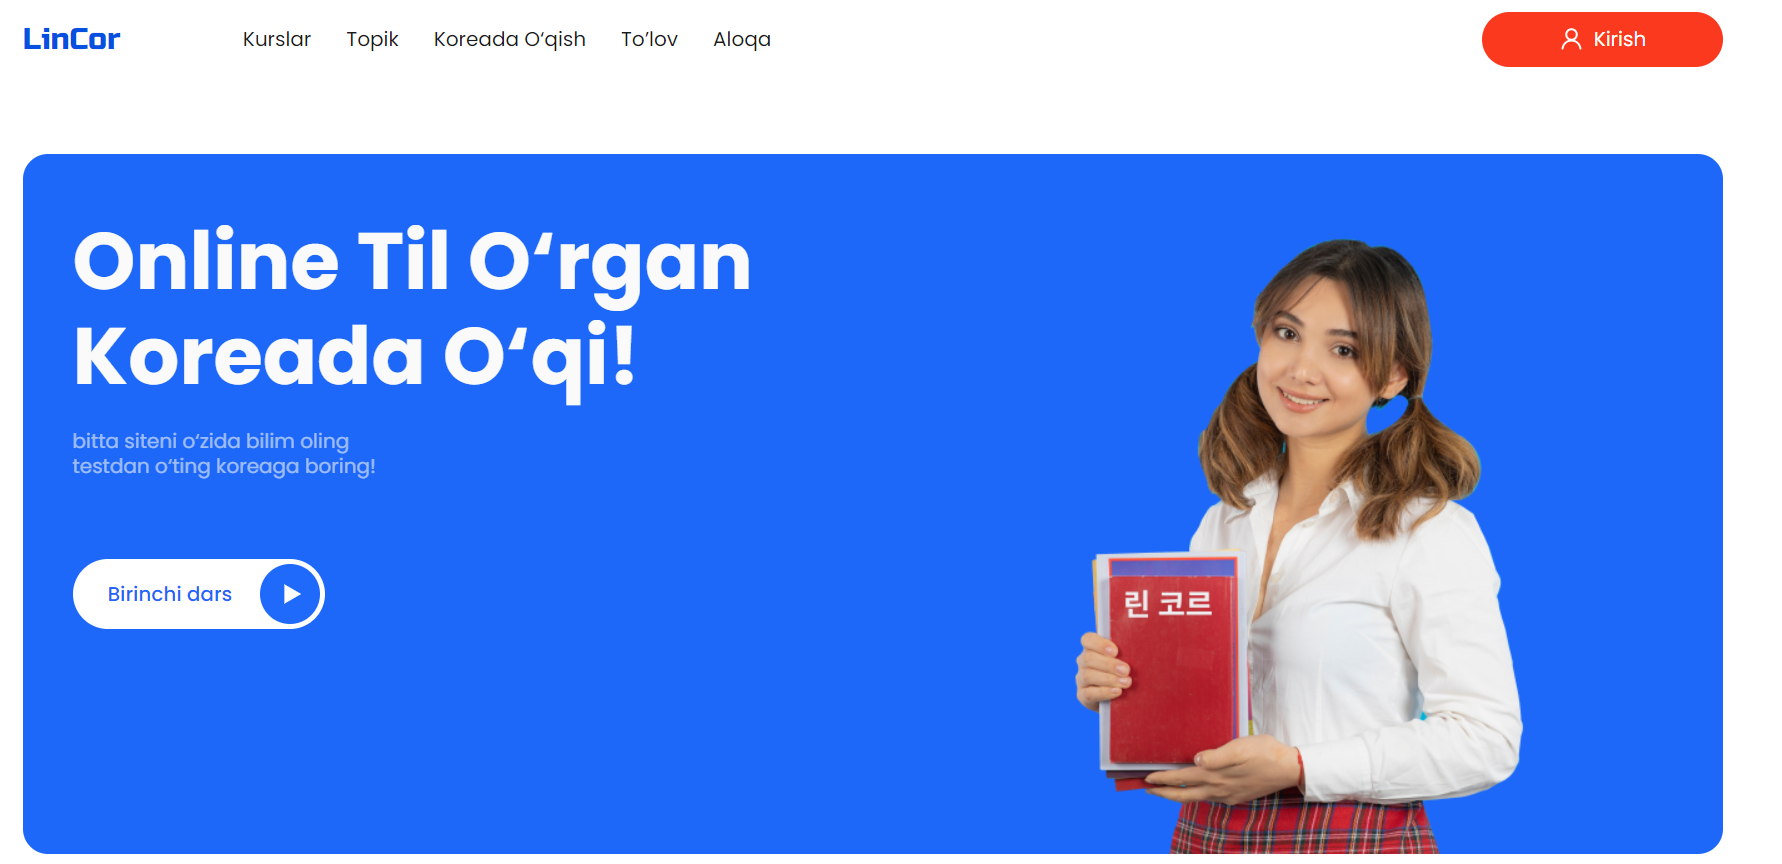 LinCor
Kurslar
Topik
Koreada O‘qish
To’lov
Aloqa
Kirish
Online Til O‘rgan
Koreada O‘qi!
bitta siteni o‘zida bilim oling
testdan o‘ting koreaga boring!
Birinchi dars
린 코르